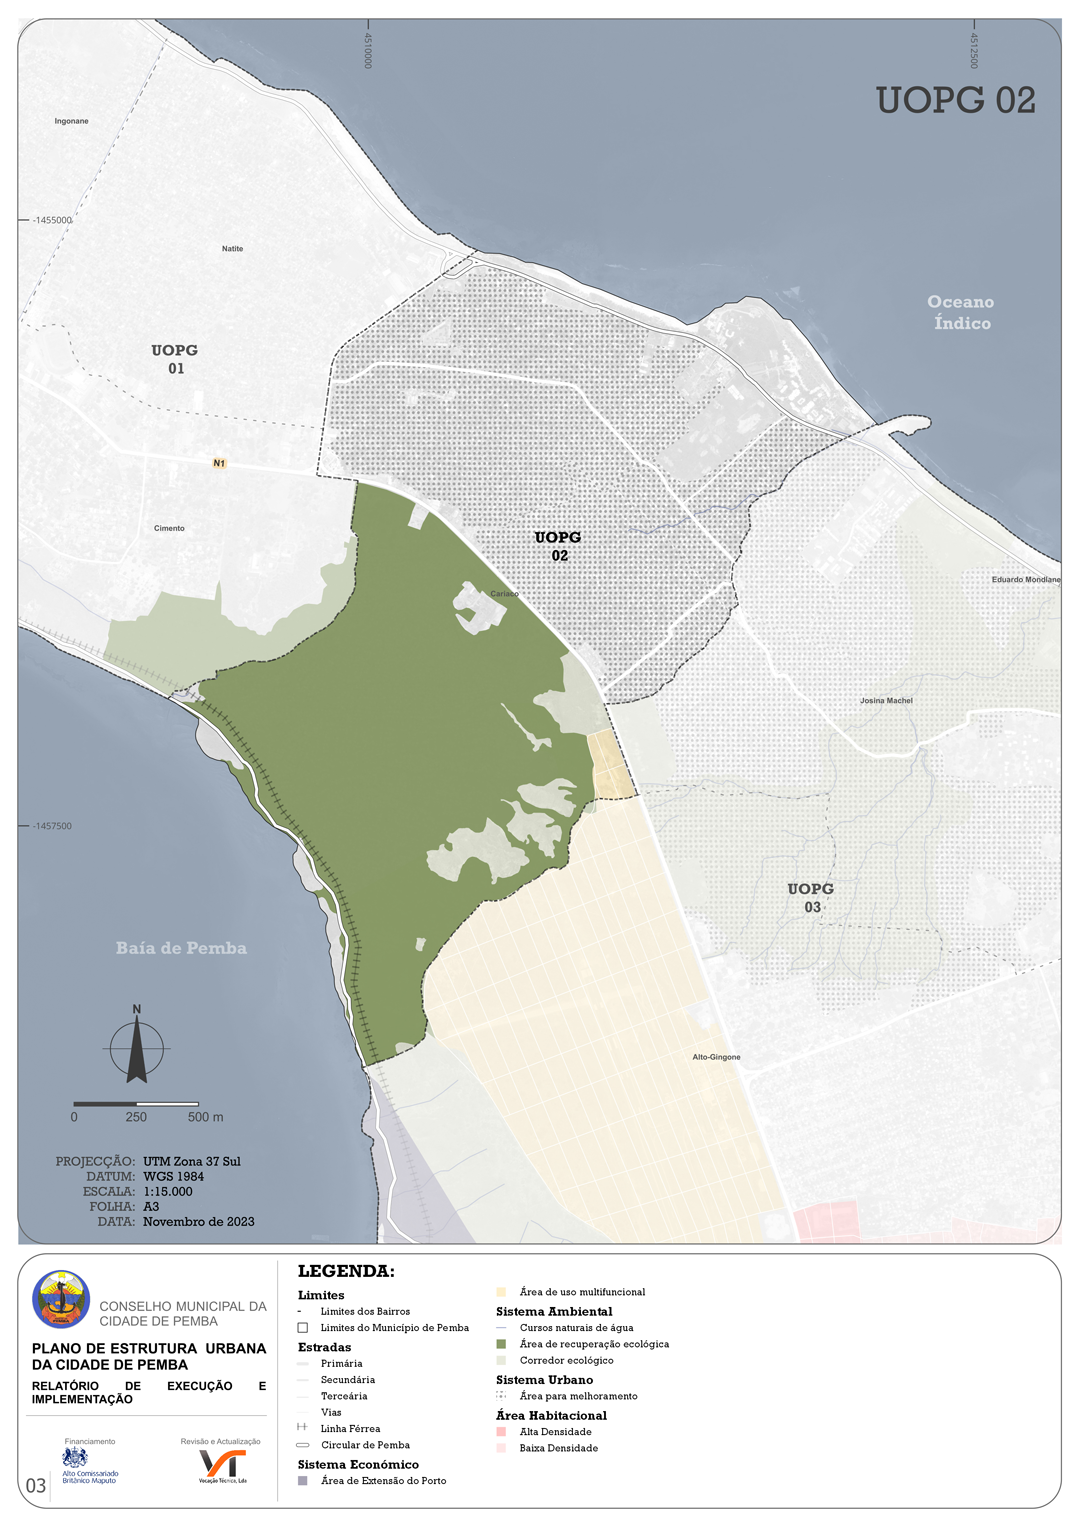 4510000
4512500
UOPG 02
Ingonane
-1455000
Natite
Oceano
Índico
UOPG
01
N1
Cimento
UOPG
02
Eduardo Mondlane
Cariaco
Josina Machel
-1457500
UOPG
03
Baía de Pemba
N
Alto-Gingone
0 250 500 m
PROJECÇÃO: UTM Zona 37 Sul
DATUM: WGS 1984
ESCALA: 1:15.000
FOLHA: A3
DATA: Novembro de 2023
CONSELHO MUNICIPAL DA
CIDADE DE PEMBA
PLANO DE ESTRUTURA URBANA
DA CIDADE DE PEMBA
RELATÓRIO DE EXECUÇÃO E
IMPLEMENTAÇÃO
Financiamento
Alto Comissariado
Britânico Maputo
Revisão e Actualização
Vocação Técnica, Lda
03
LEGENDA:
Limites
Limites dos Bairros
Limites do Município de Pemba
Estradas
Primária
Secundária
Terceária
Vias
Linha Férrea
Circular de Pemba
Sistema Económico
Área de Extensão do Porto
Área de uso multifuncional
Sistema Ambiental
Cursos naturais de água
Área de recuperação ecológica
Corredor ecológico
Sistema Urbano
Área para melhoramento
Área Habitacional
Alta Densidade
Baixa Densidade